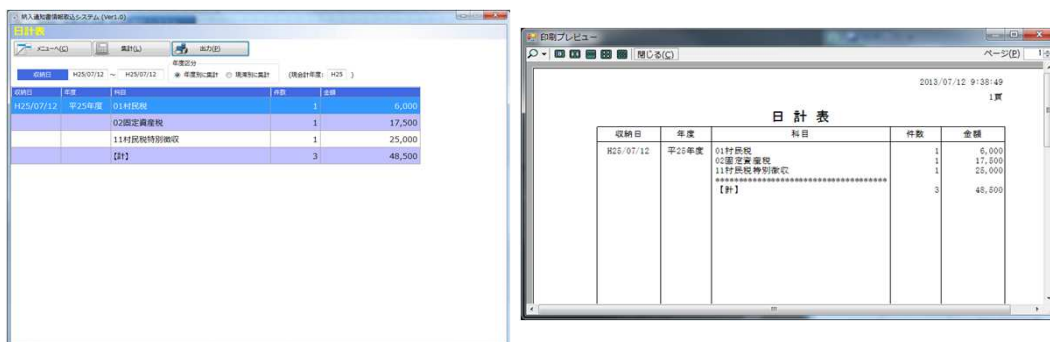 納入通知書情報取込システム (Ver1.0)
日計表
メニューへ(C) 集計(L) 出力(P)
年度区分
収納日 H25/07/12 ～ H25/07/12 年度別に集計 現滞別に集計 (現会計年度: H25 )
収納日 年度 科目 件数 金額
H25/07/12 平25年度 01村民税 1 6,000
02固定資産税 1 17,500
11村民税特別徴収 1 25,000
【計】 3 48,500
印刷プレビュー
閉じる(C) ページ(P) 1
2013/07/12 9:38:49
1頁
日 計 表
収納日 年度 科目 件数 金額
H25/07/12 平25年度 01村民税 1 6,000
02固定資産税 1 17,500
11村民税特別徴収 1 25,000
**************************************
【計】 3 48,500